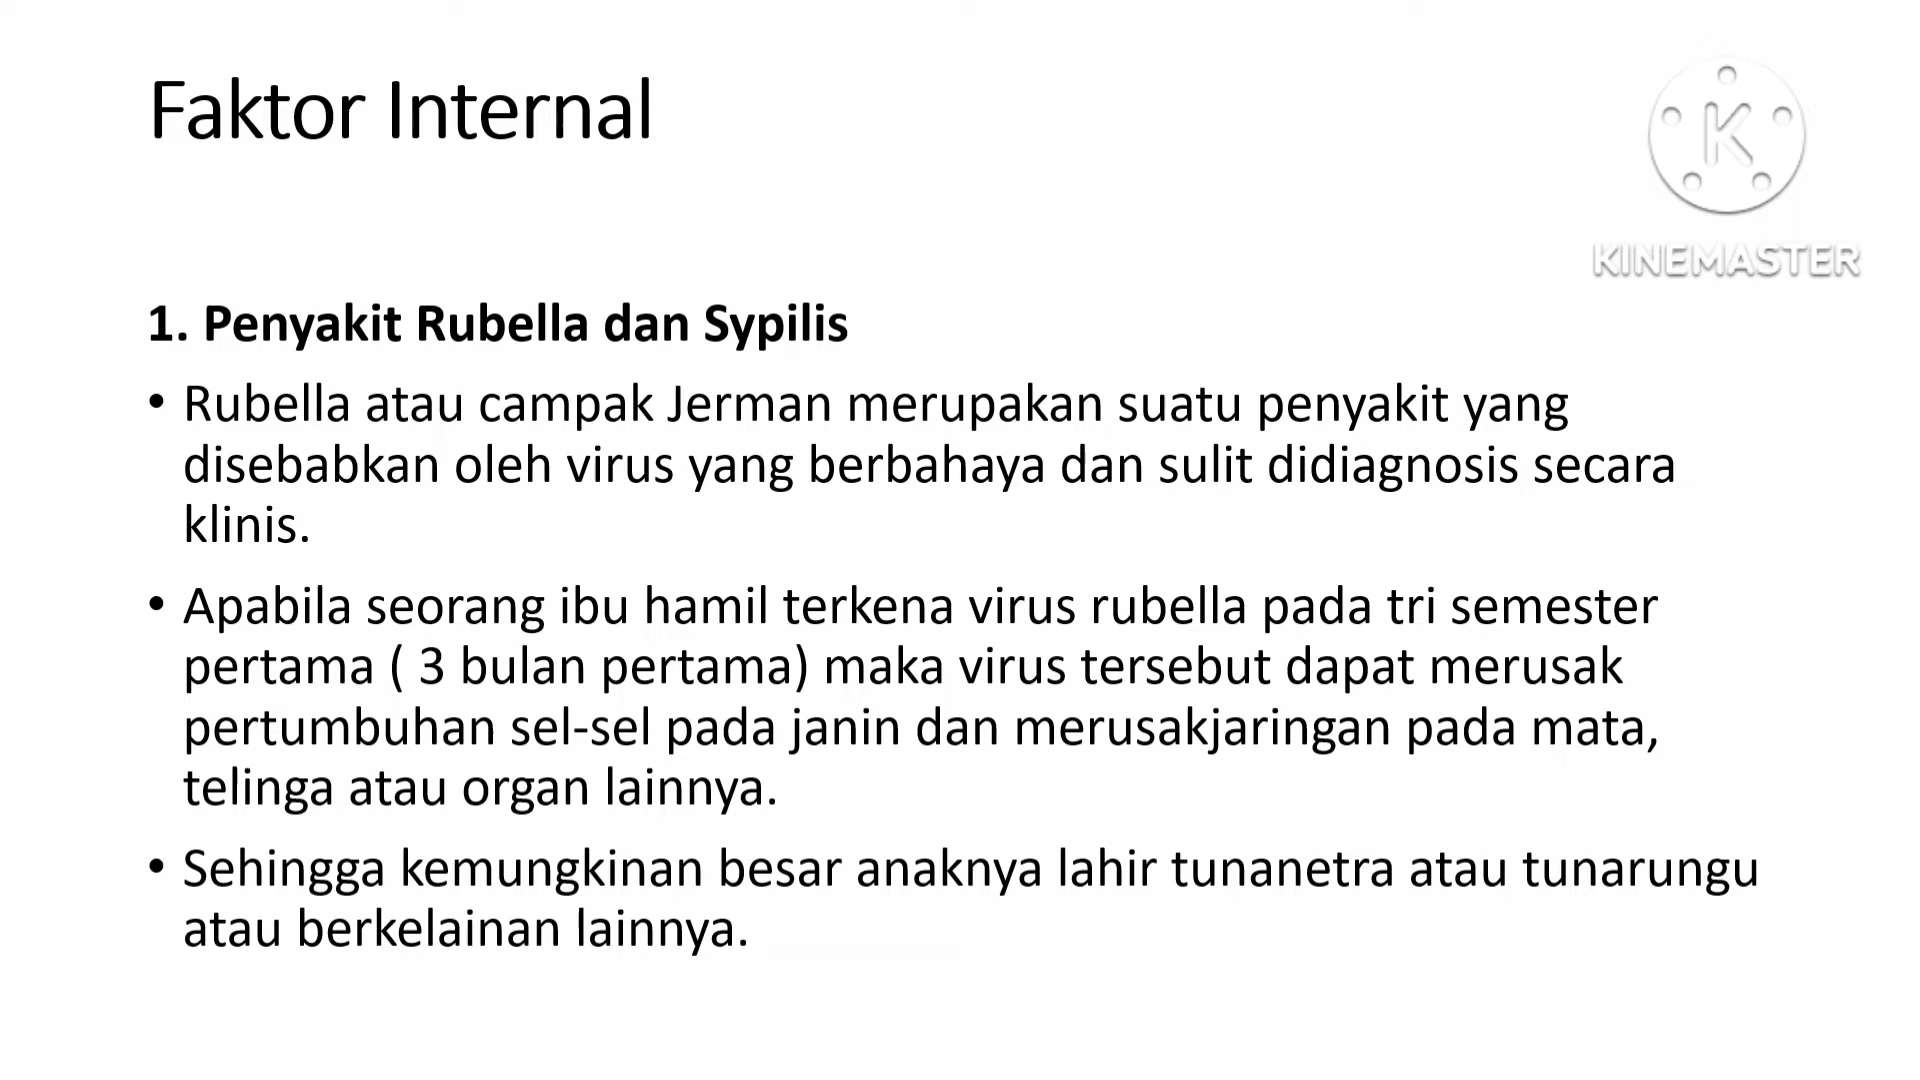 Faktor Internal
K
KINEMASTER
1. Penyakit Rubella dan Sypilis
• Rubella atau campak Jerman merupakan suatu penyakit yang
disebabkan oleh virus yang berbahaya dan sulit didiagnosis secara
klinis.
• Apabila seorang ibu hamil terkena virus rubella pada tri semester
pertama ( 3 bulan pertama) maka virus tersebut dapat merusak
pertumbuhan sel-sel pada janin dan merusakjaringan pada mata,
telinga atau organ lainnya.
• Sehingga kemungkinan besar anaknya lahir tunanetra atau tunarungu
atau berkelainan lainnya.